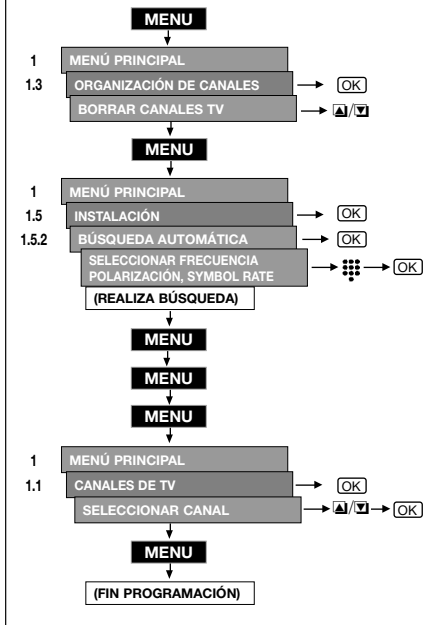 MENU
1 MENÚ PRINCIPAL
1.3 ORGANIZACIÓN DE CANALES OK
BORRAR CANALES TV /
MENU
1 MENÚ PRINCIPAL
1.5 INSTALACIÓN OK
1.5.2 BÚSQUEDA AUTOMÁTICA OK
SELECCIONAR FRECUENCIA
POLARIZACIÓN, SYMBOL RATE OK
(REALIZA BÚSQUEDA)
MENU
MENU
MENU
1 MENÚ PRINCIPAL
1.1 CANALES DE TV OK
SELECCIONAR CANAL / OK
MENU
(FIN PROGRAMACIÓN)